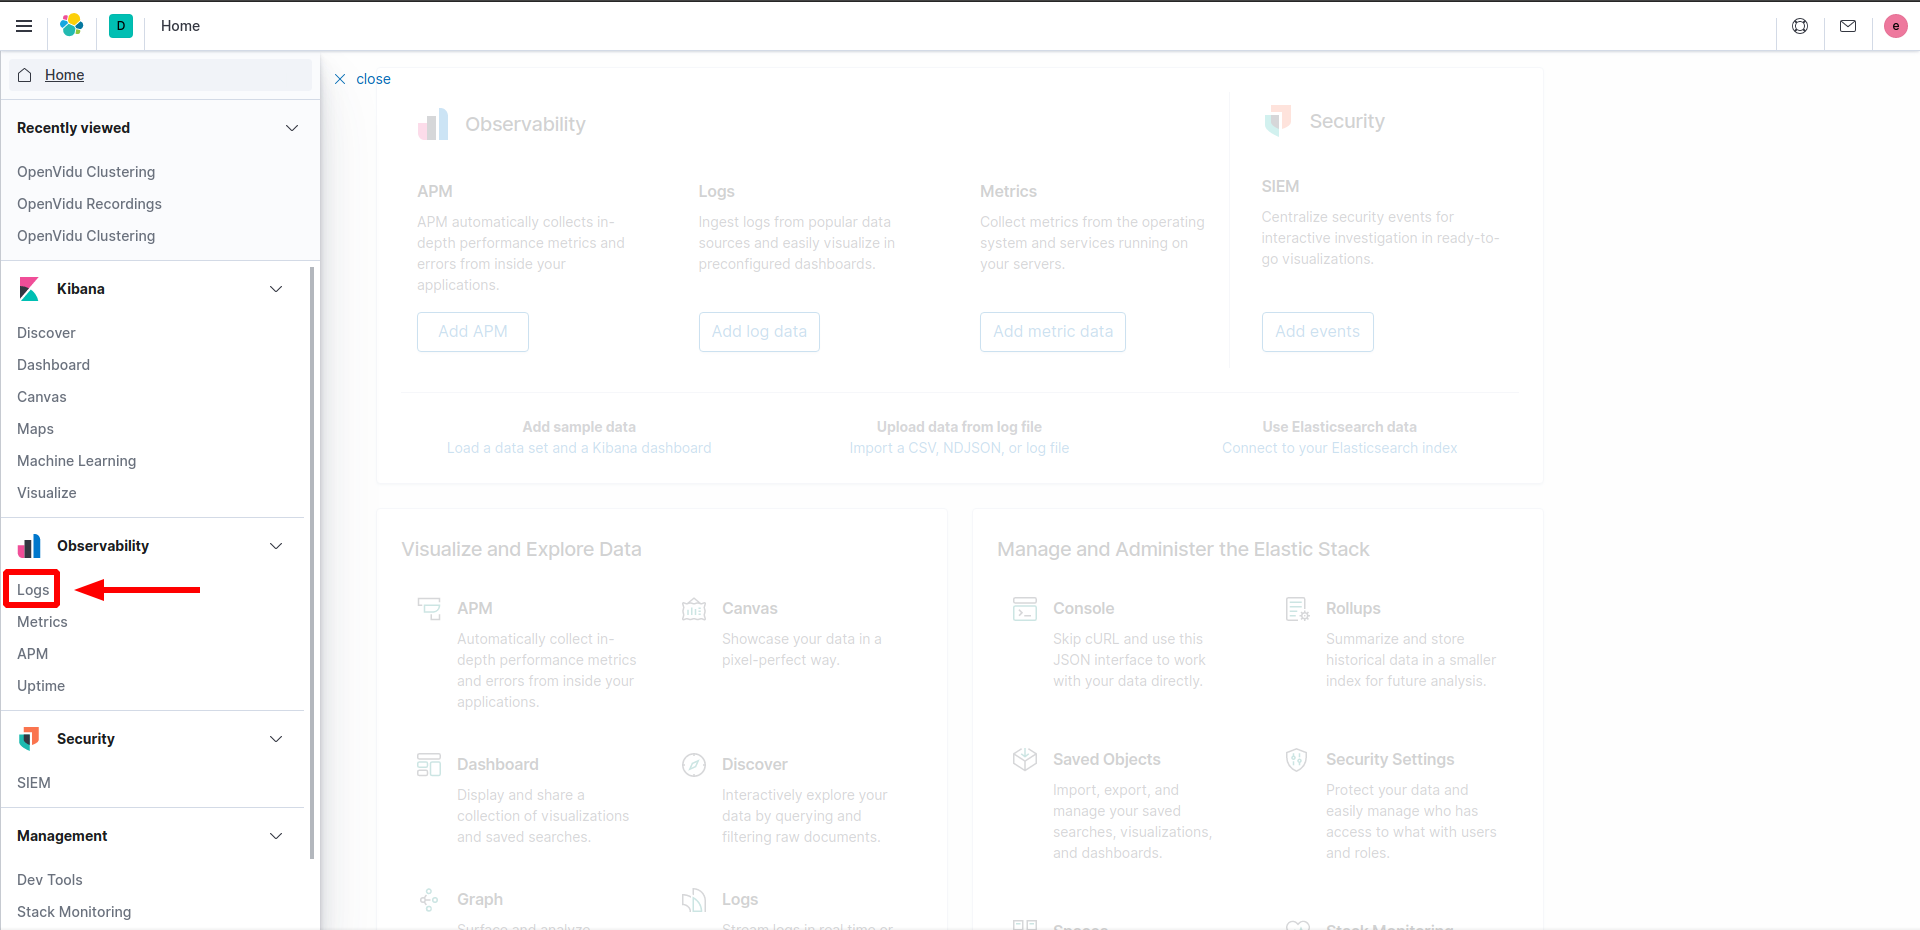 D
Home
e
Home
close
Recently viewed
OpenVidu Clustering
OpenVidu Recordings
OpenVidu Clustering
Kibana
Discover
Dashboard
Canvas
Maps
Machine Learning
Visualize
Observability
Logs
Metrics
APM
Uptime
Security
SIEM
Management
Dev Tools
Stack Monitoring
Observability
APM
APM automatically collects in-
depth performance metrics and
errors from inside your
applications.
Add APM
Logs
Ingest logs from popular data
sources and easily visualize in
preconfigured dashboards.
Add log data
Metrics
Collect metrics from the operating
system and services running on
your servers.
Add metric data
Security
SIEM
Centralize security events for
interactive investigation in ready-to-
go visualizations.
Add events
Add sample data
Load a data set and a Kibana dashboard
Upload data from log file
Import a CSV, NDJSON, or log file
Use Elasticsearch data
Connect to your Elasticsearch index
Visualize and Explore Data
APM
Automatically collect in-
depth performance metrics
and errors from inside your
applications.
Canvas
Showcase your data in a
pixel-perfect way.
Dashboard
Display and share a
collection of visualizations
and saved searches.
Discover
Interactively explore your
data by querying and
filtering raw documents.
Graph
Surface and analyze
Logs
Stream logs in real time or
Manage and Administer the Elastic Stack
Console
Skip cURL and use this
JSON interface to work
with your data directly.
Rollups
Summarize and store
historical data in a smaller
index for future analysis.
Saved Objects
Import, export, and
manage your saved
searches, visualizations,
and dashboards.
Security Settings
Protect your data and
easily manage who has
access to what with users
and roles.
Spaces
Stack Monitoring